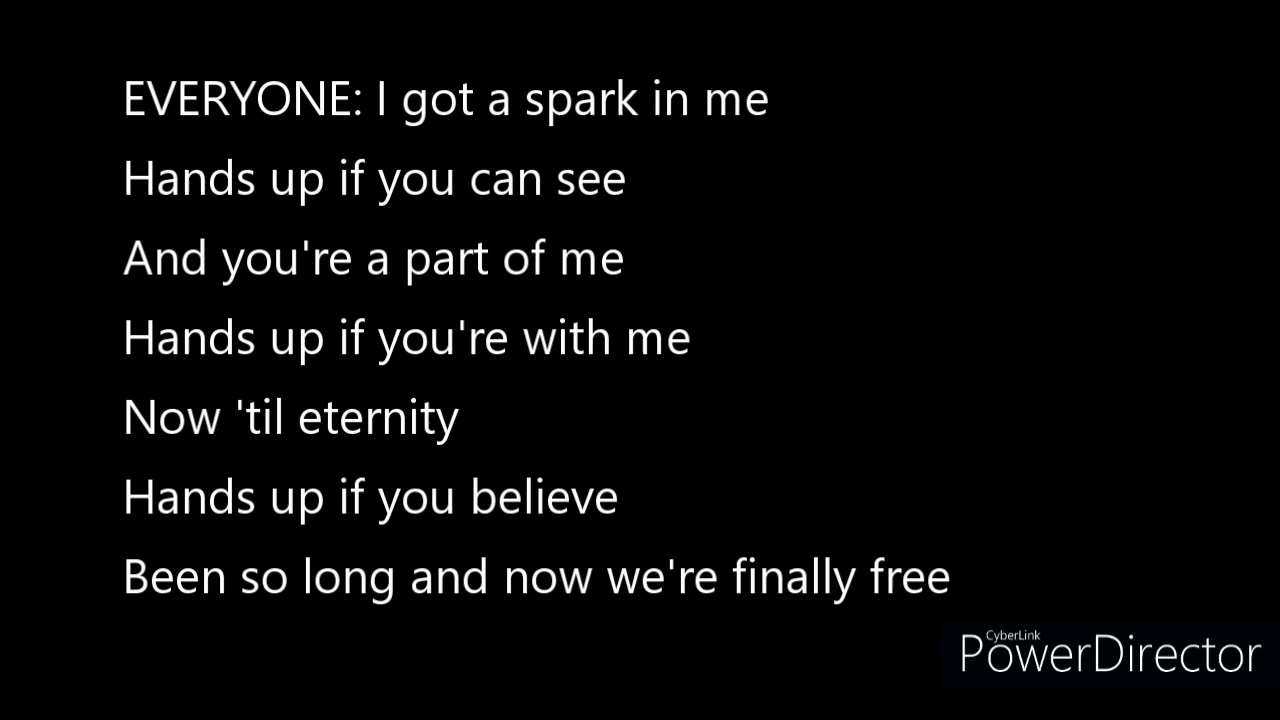 EVERYONE: I got a spark in me
Hands up if you can see
And you're a part of me
Hands up if you're with me
Now 'til eternity
Hands up if you believe
Been so long and now we're finally free
CyberLink
PowerDirector